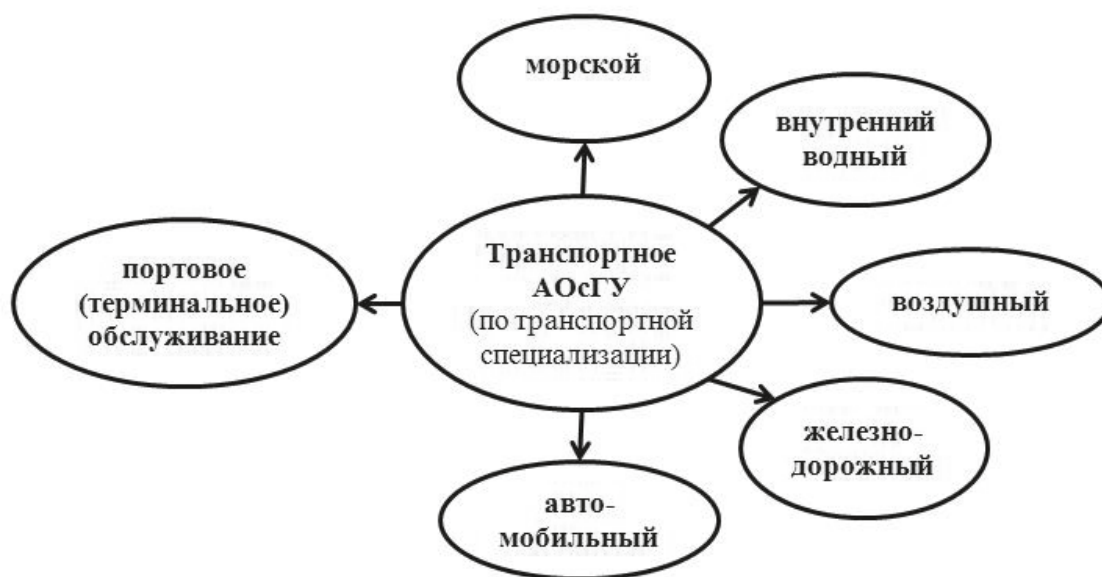 морской
внутренний
водный
Транспортное
АОсГУ
(по транспортной
специализации)
портовое
(терминальное)
обслуживание
воздушный
железно-
дорожный
авто-
мобильный